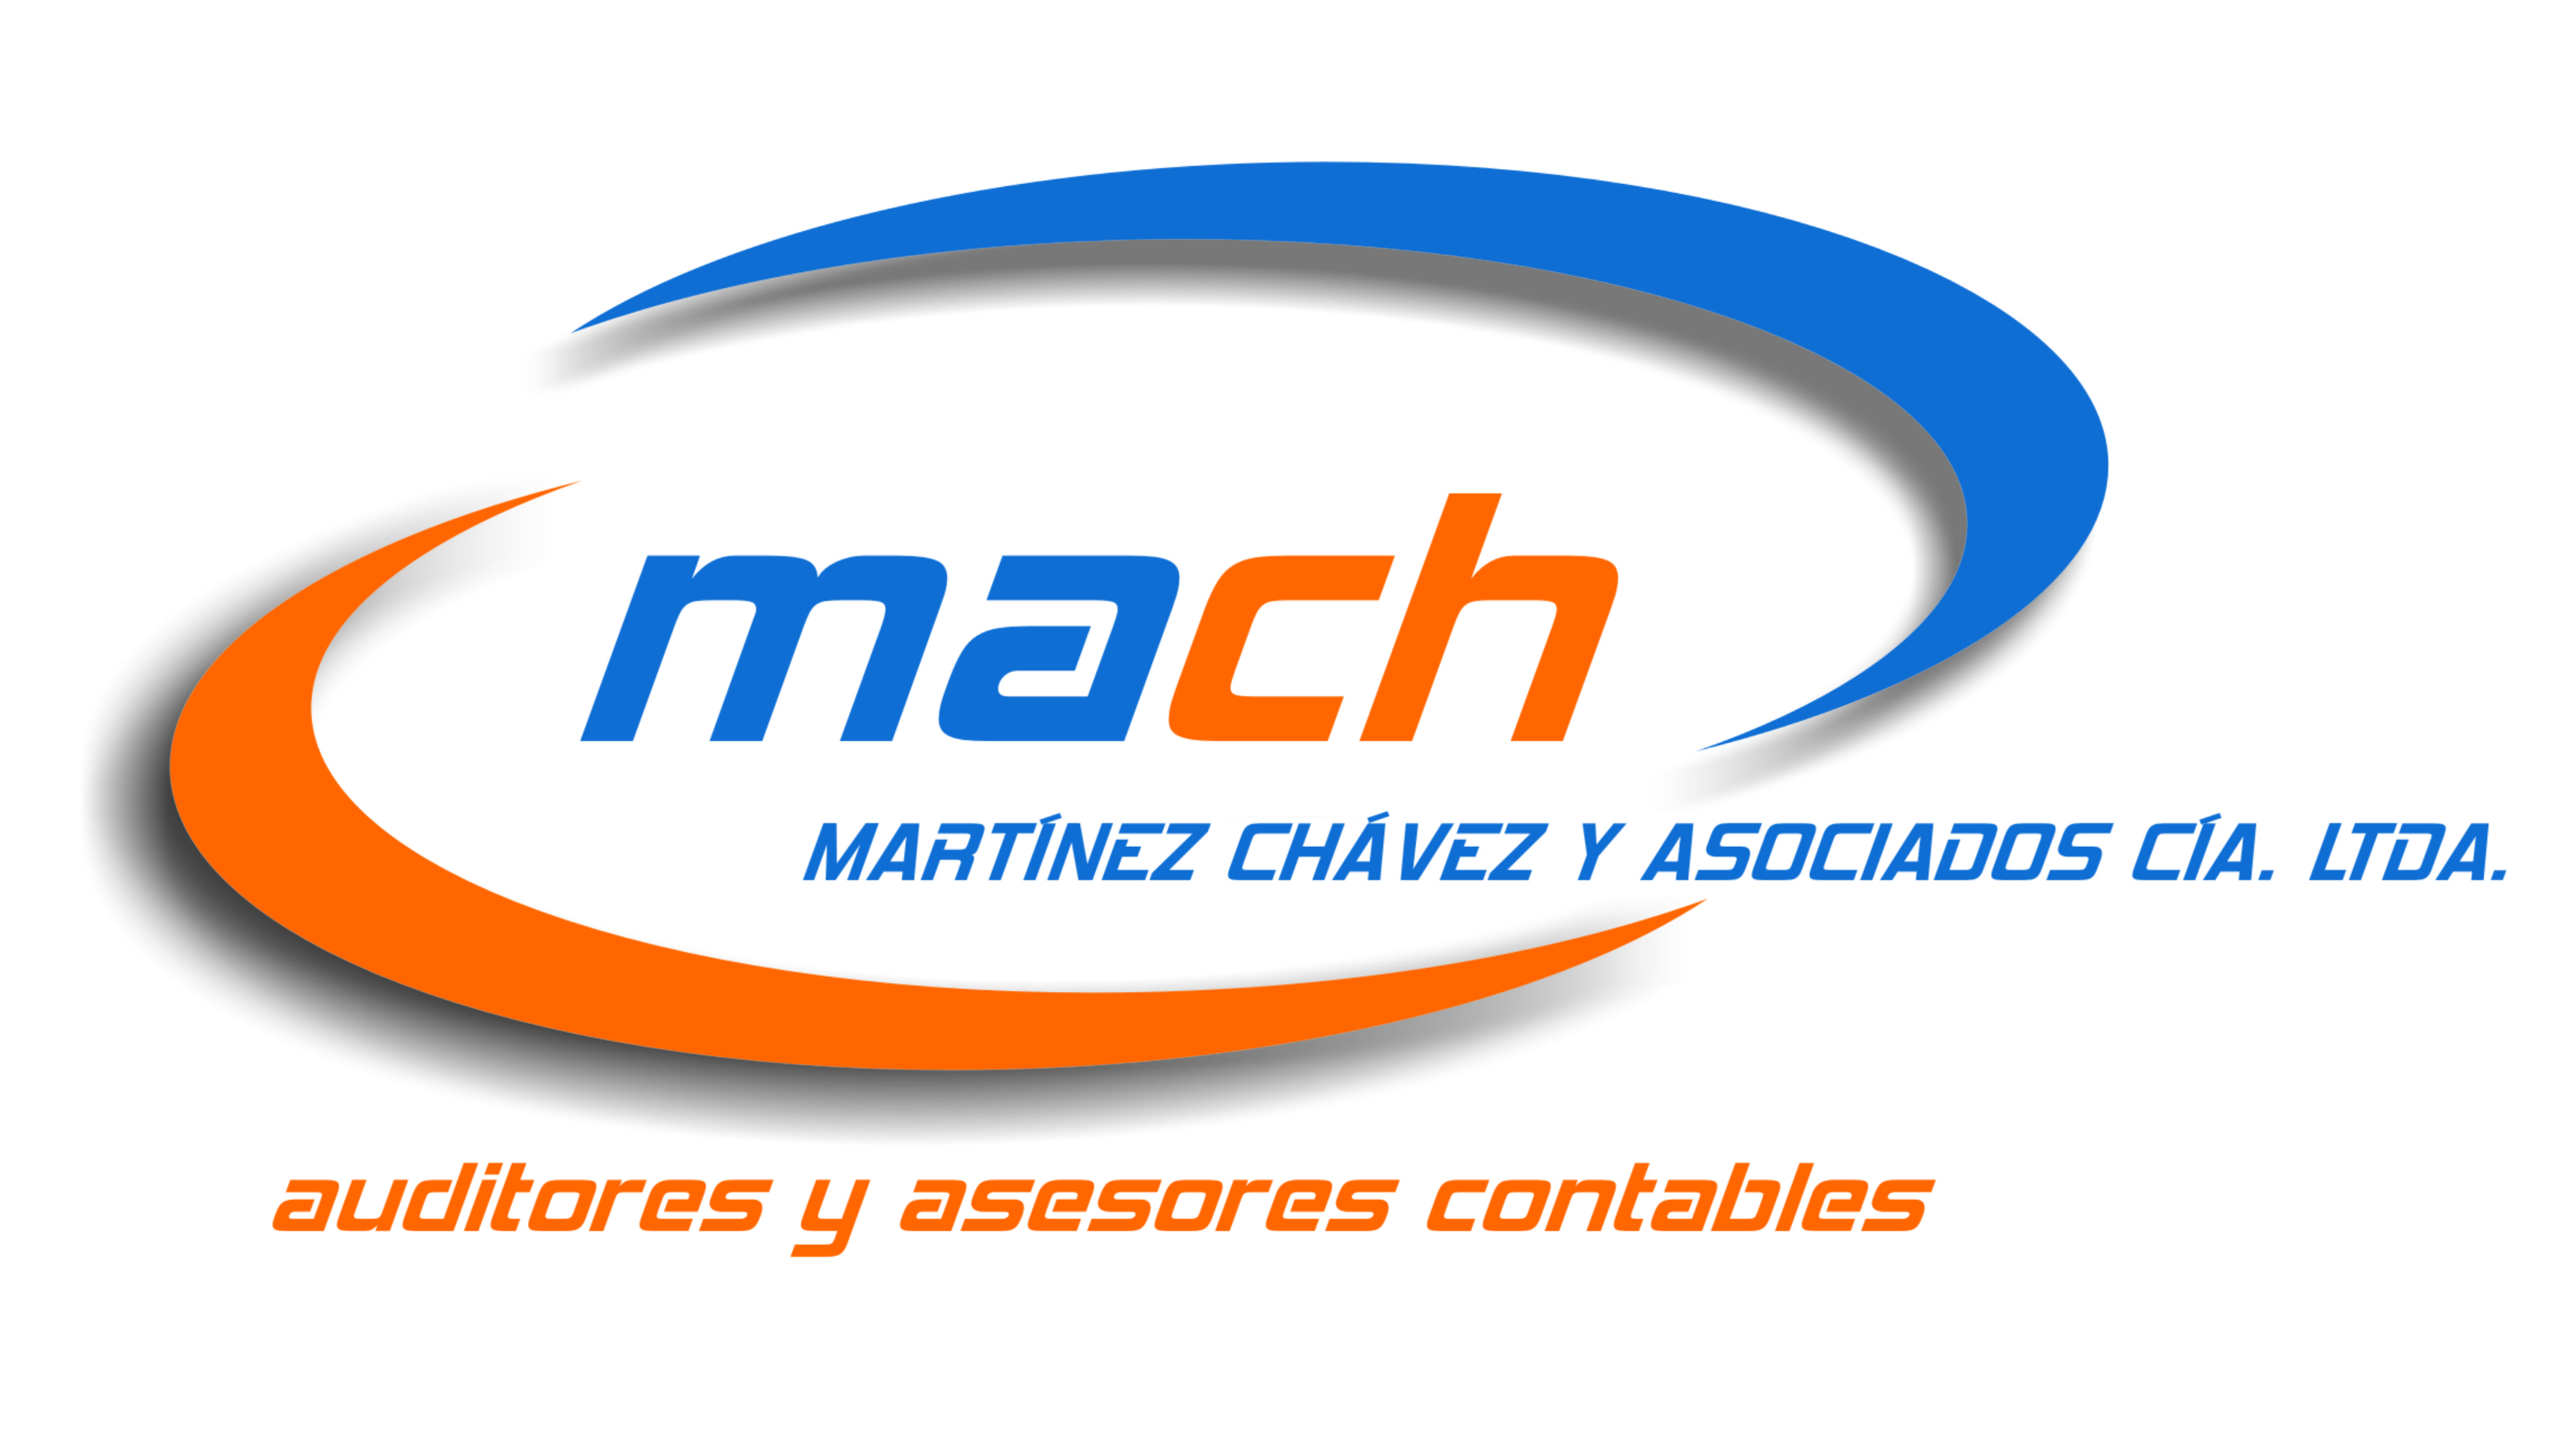 mach
MARTÍNEZ CHÁVEZ Y ASOCIADOS CÍA. LTDA.
auditores y asesores contables